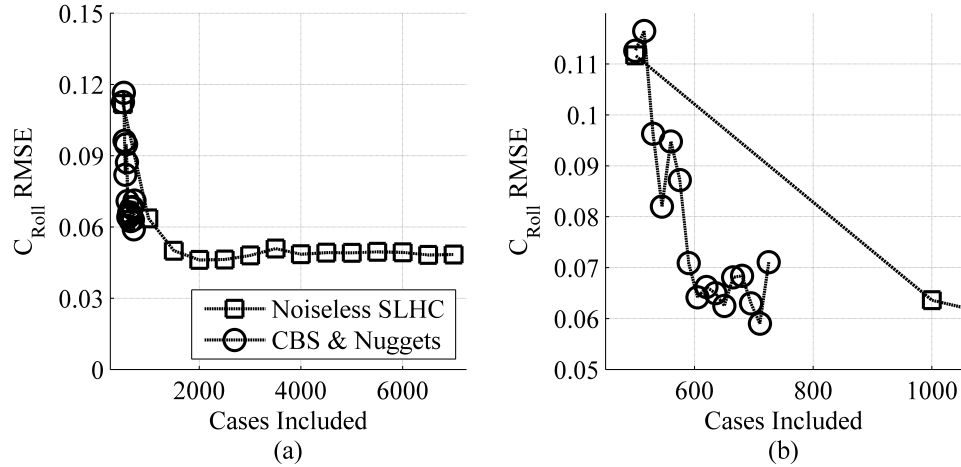 0.15
0.12
0.09
0.06
0.03
0
C_Roll RMSE
2000
4000
6000
Cases Included
Noiseless SLHC
CBS & Nuggets
(a)
0.11
0.1
0.09
0.08
0.07
0.06
0.05
C_Roll RMSE
600
800
1000
Cases Included
(b)